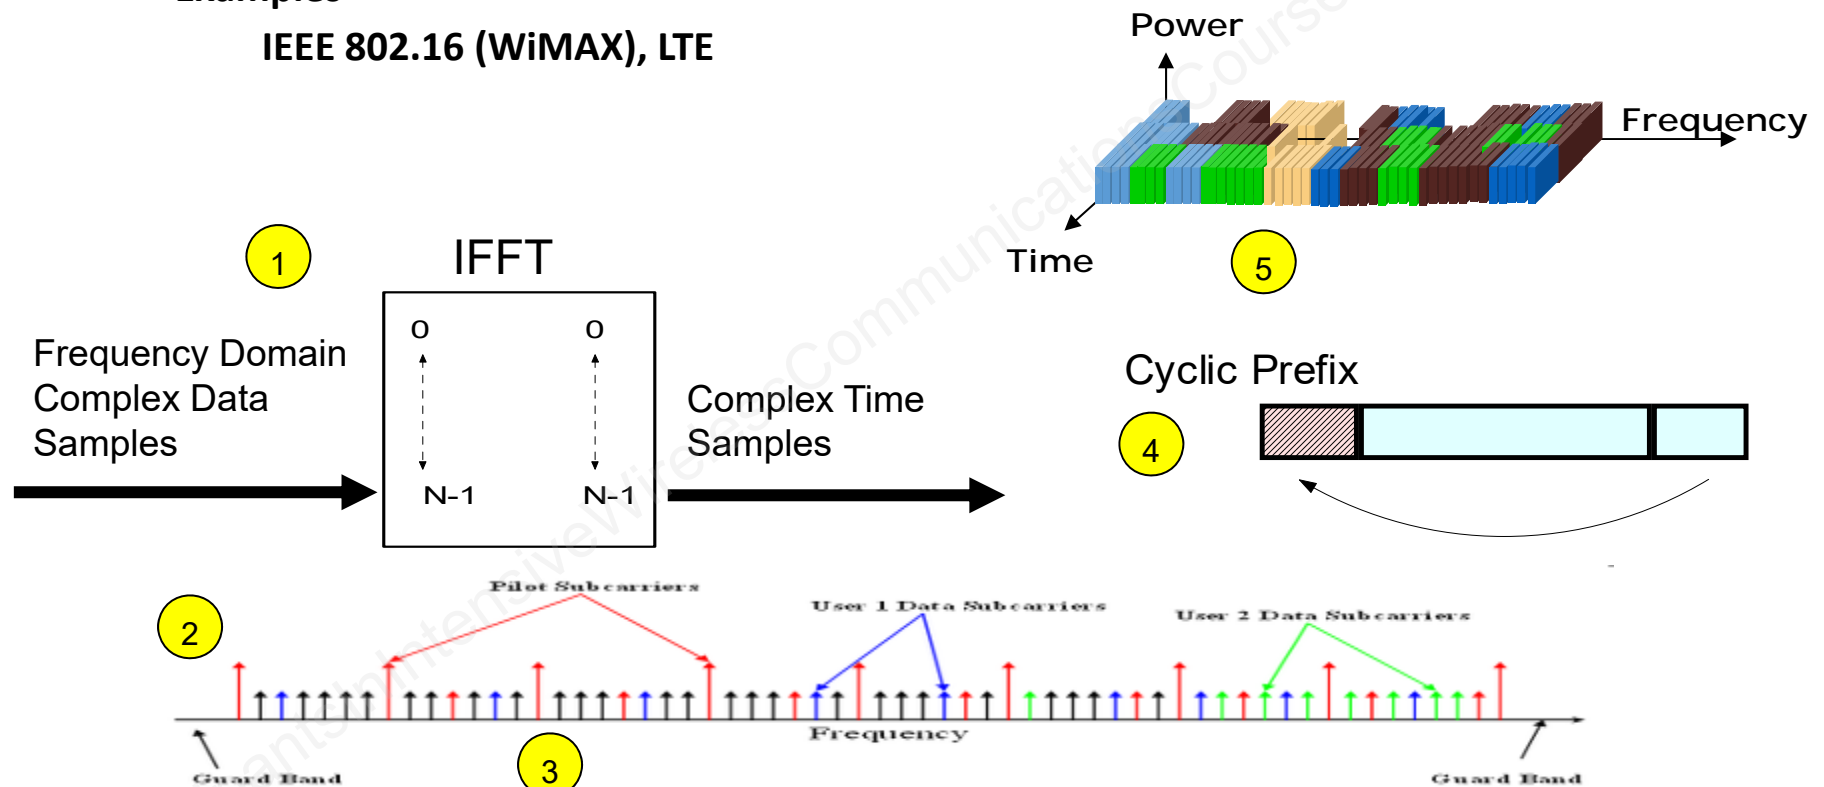 Examples
IEEE 802.16 (WiMAX), LTE
Power
Frequency
Time
5
1
IFFT
0 0
N-1 N-1
Frequency Domain
Complex Data
Samples
Complex Time
Samples
Cyclic Prefix
4
2
Pilot Subcarriers
User 1 Data Subcarriers
User 2 Data Subcarriers
Frequency
3
Guard Band
Guard Band
antsInIntensiveWirelessCommunicationsCourse